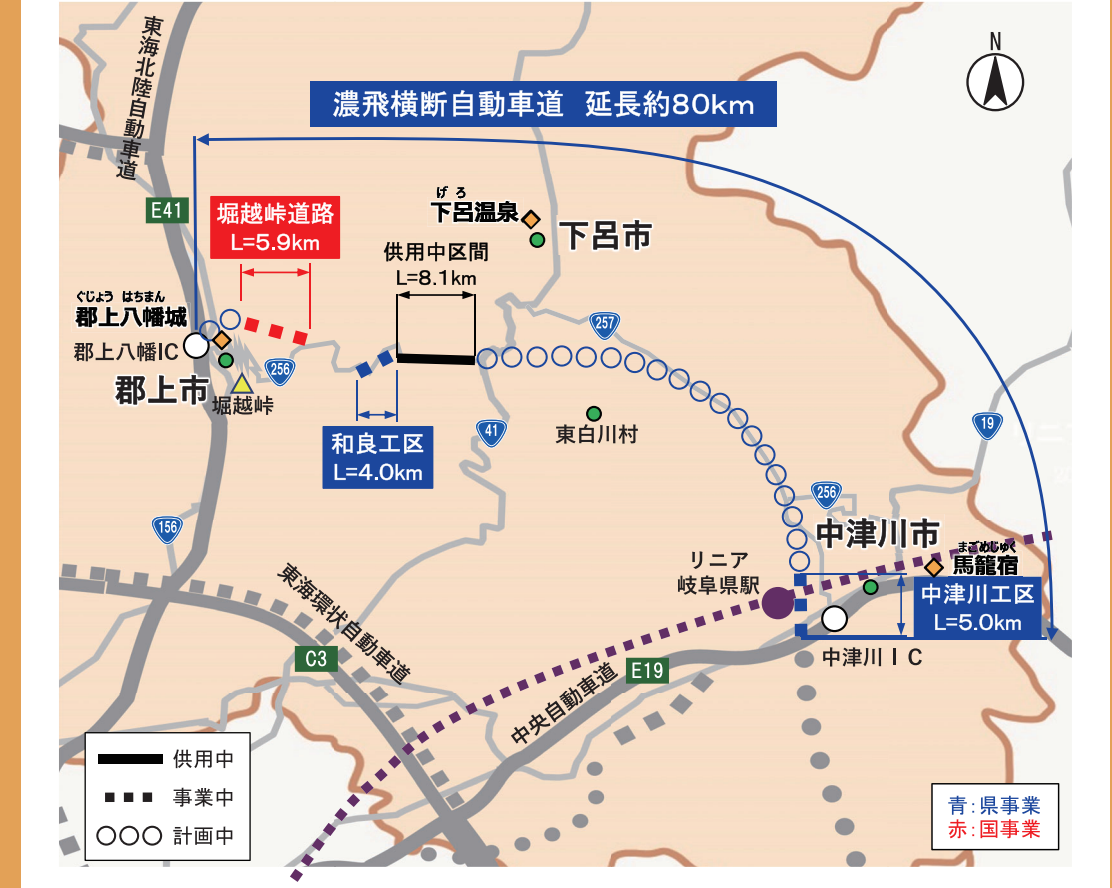 東海北陸自動車道
N
濃飛横断自動車道 延長約80km
E41
堀越峠道路
L=5.9km
げろ
下呂温泉
下呂市
供用中区間
L=8.1km
ぐじょう はちまん
郡上八幡城
郡上八幡IC
郡上市
堀越峠
256
257
和良工区
L=4.0km
41
東白川村
19
156
256
中津川市
まごめじゅく
馬籠宿
リニア
岐阜県駅
中津川工区
L=5.0km
中津川IC
東海環状自動車道
C3
E19
中央自動車道
供用中
事業中
計画中
青:県事業
赤:国事業